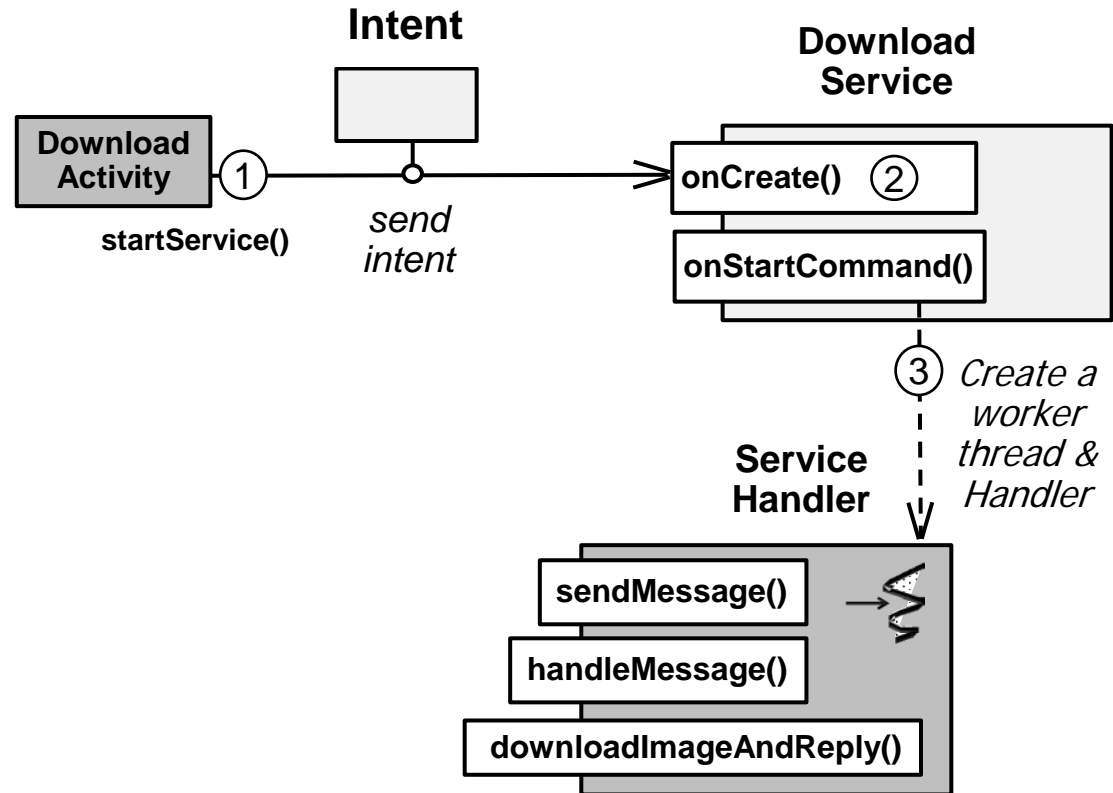 Intent
Download
Service
Download
Activity
1
onCreate()
2
startService()
send
intent
onStartCommand()
3
Create a
worker
thread &
Handler
Service
Handler
sendMessage()
handleMessage()
downloadImageAndReply()